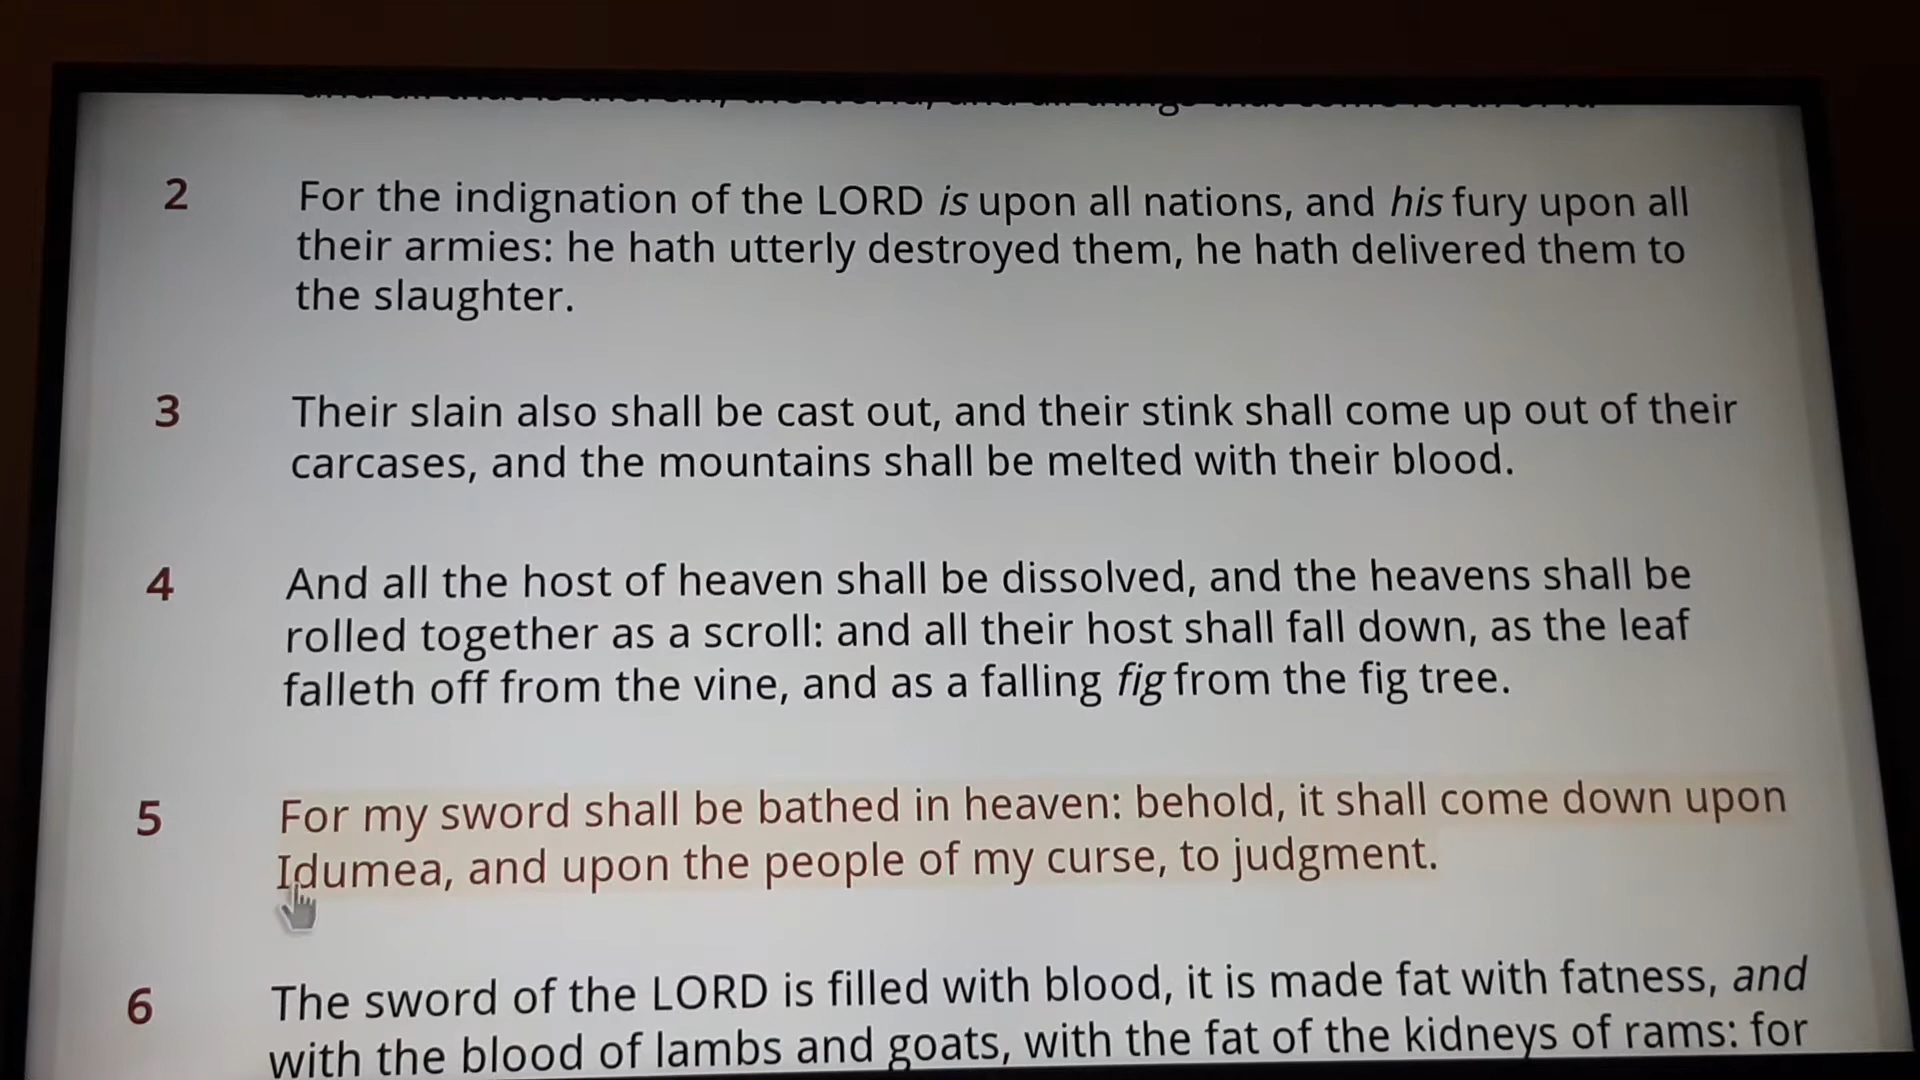 2 For the indignation of the LORD is upon all nations, and his fury upon all
their armies: he hath utterly destroyed them, he hath delivered them to
the slaughter.
3 Their slain also shall be cast out, and their stink shall come up out of their
carcases, and the mountains shall be melted with their blood.
4 And all the host of heaven shall be dissolved, and the heavens shall be
rolled together as a scroll: and all their host shall fall down, as the leaf
falleth off from the vine, and as a falling fig from the fig tree.
5 For my sword shall be bathed in heaven: behold, it shall come down upon
Idumea, and upon the people of my curse, to judgment.
6 The sword of the LORD is filled with blood, it is made fat with fatness, and
with the blood of lambs and goats, with the fat of the kidneys of rams: for